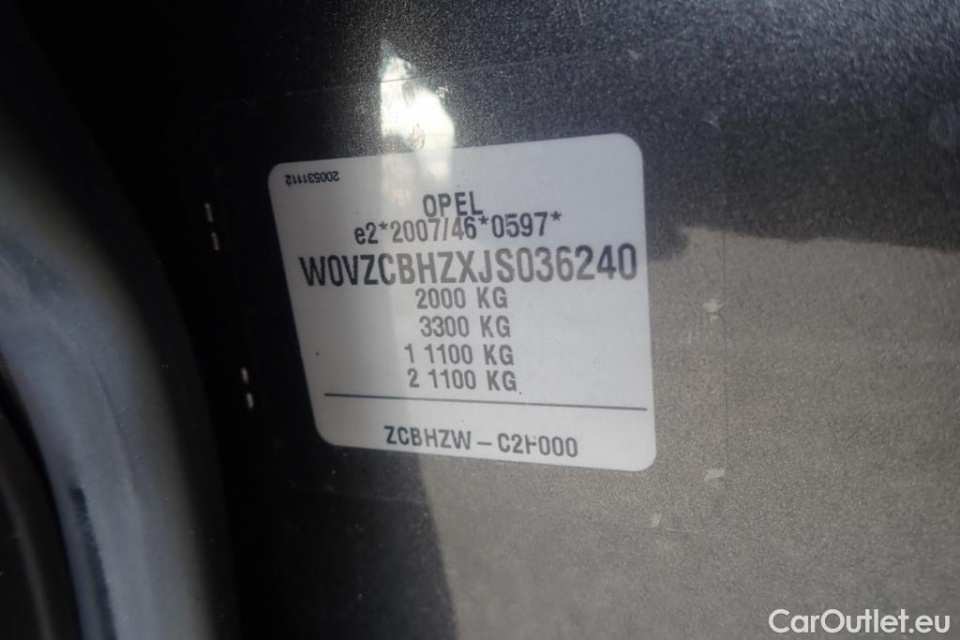 200531112
OPEL
e2*2007/46*0597*
W0VZCBHZXJS036240
2000 KG
3300 KG
1 1100 KG
2 1100 KG
ZCBHZW - C2F000
CarOutlet.eu